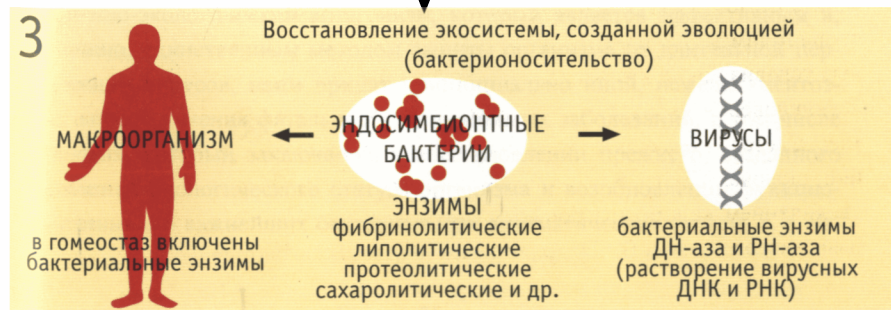 3
Восстановление экосистемы, созданной эволюцией
(бактерионосительство)
МАКРООРГАНИЗМ
ЭНДОСИМБИОНТНЫЕ
БАКТЕРИИ
ВИРУСЫ
в гомеостаз включены
бактериальные энзимы
ЭНЗИМЫ
фибринолитические
липолитические
протеолитические
сахаролитические и др.
бактериальные энзимы
ДН-аза и РН-аза
(растворение вирусных
ДНК и РНК)